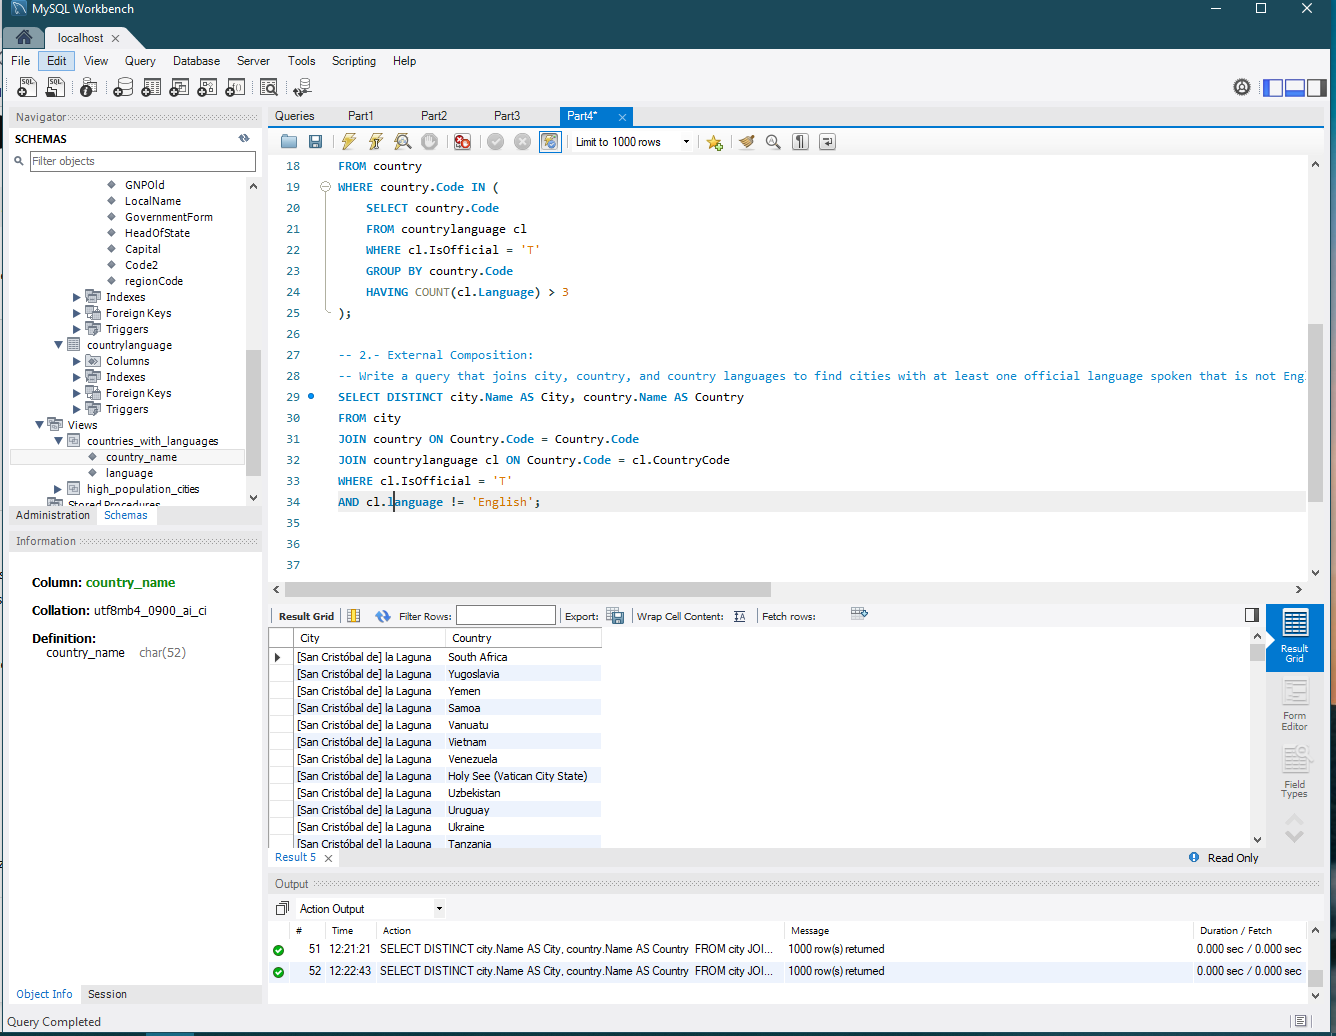 MySQL Workbench
localhost
File Edit View Query Database Server Tools Scripting Help
Navigator
SCHEMAS
Filter objects
GNPOld
LocalName
GovernmentForm
HeadOfState
Capital
Code2
regionCode
Indexes
Foreign Keys
Triggers
countrylanguage
Columns
Indexes
Foreign Keys
Triggers
Views
countries_with_languages
country_name
language
high_population_cities
Stored Procedures
Administration Schemas
Information
Column: country_name
Collation: utf8mb4_0900_ai_ci
Definition:
country_name char(52)
Object Info Session
Queries Part1 Part2 Part3 Part4*
Limit to 1000 rows
18 FROM country
19 WHERE country.Code IN (
20 SELECT country.Code
21 FROM countrylanguage cl
22 WHERE cl.IsOfficial = 'T'
23 GROUP BY country.Code
24 HAVING COUNT(cl.Language) > 3
25 );
26
27 -- 2.- External Composition:
28 -- Write a query that joins city, country, and country languages to find cities with at least one official language spoken that is not Eng
29 SELECT DISTINCT city.Name AS City, country.Name AS Country
30 FROM city
31 JOIN country ON Country.Code = Country.Code
32 JOIN countrylanguage cl ON Country.Code = cl.CountryCode
33 WHERE cl.IsOfficial = 'T'
34 AND cl.language != 'English';
35
36
37
Result Grid Filter Rows: Export: Wrap Cell Content: Fetch rows:
City Country
[San Cristóbal de] la Laguna South Africa
[San Cristóbal de] la Laguna Yugoslavia
[San Cristóbal de] la Laguna Yemen
[San Cristóbal de] la Laguna Samoa
[San Cristóbal de] la Laguna Vanuatu
[San Cristóbal de] la Laguna Vietnam
[San Cristóbal de] la Laguna Venezuela
[San Cristóbal de] la Laguna Holy See (Vatican City State)
[San Cristóbal de] la Laguna Uzbekistan
[San Cristóbal de] la Laguna Uruguay
[San Cristóbal de] la Laguna Ukraine
[San Cristóbal de] la Laguna Tanzania
Result Grid
Form Editor
Field Types
Result 5
Read Only
Output
Action Output
# Time Action Message Duration / Fetch
51 12:21:21 SELECT DISTINCT city.Name AS City, country.Name AS Country FROM city JOI... 1000 row(s) returned 0.000 sec / 0.000 sec
52 12:22:43 SELECT DISTINCT city.Name AS City, country.Name AS Country FROM city JOI... 1000 row(s) returned 0.000 sec / 0.000 sec
Query Completed